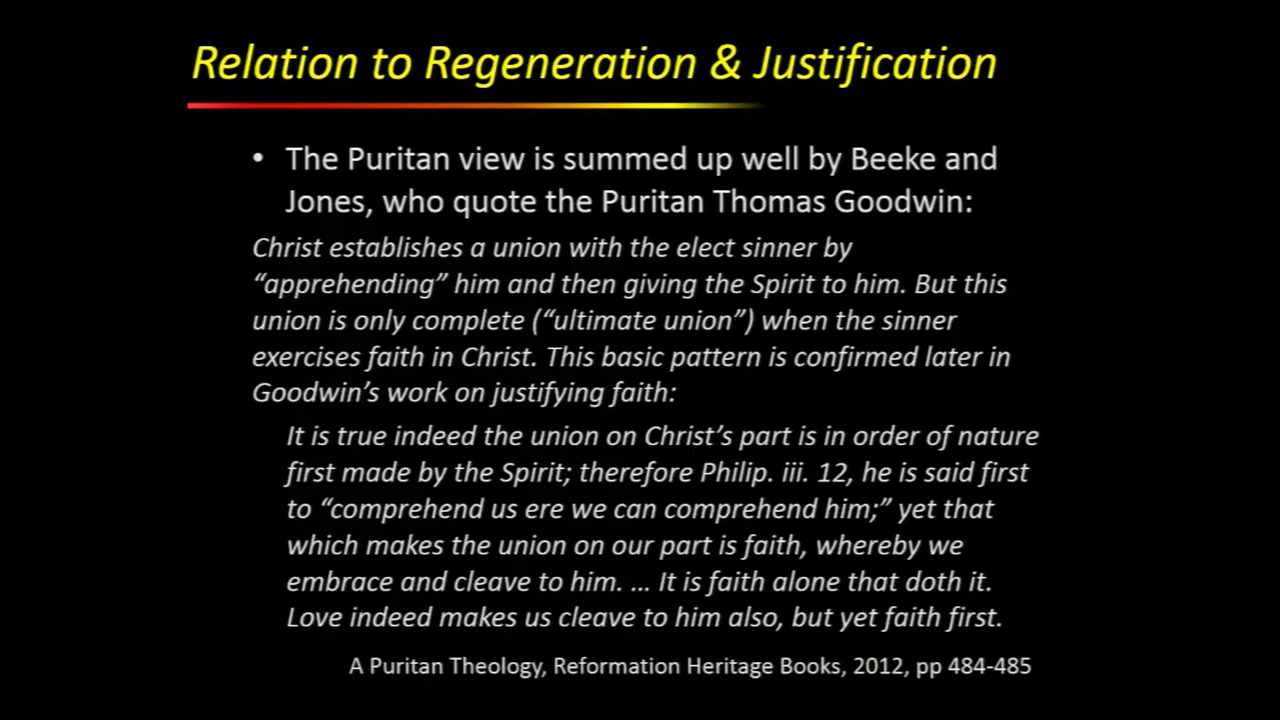 Relation to Regeneration & Justification
• The Puritan view is summed up well by Beeke and
Jones, who quote the Puritan Thomas Goodwin:
Christ establishes a union with the elect sinner by
“apprehending” him and then giving the Spirit to him. But this
union is only complete (“ultimate union”) when the sinner
exercises faith in Christ. This basic pattern is confirmed later in
Goodwin’s work on justifying faith:
It is true indeed the union on Christ’s part is in order of nature
first made by the Spirit; therefore Philip. iii. 12, he is said first
to “comprehend us ere we can comprehend him;” yet that
which makes the union on our part is faith, whereby we
embrace and cleave to him. … It is faith alone that doth it.
Love indeed makes us cleave to him also, but yet faith first.
A Puritan Theology, Reformation Heritage Books, 2012, pp 484-485